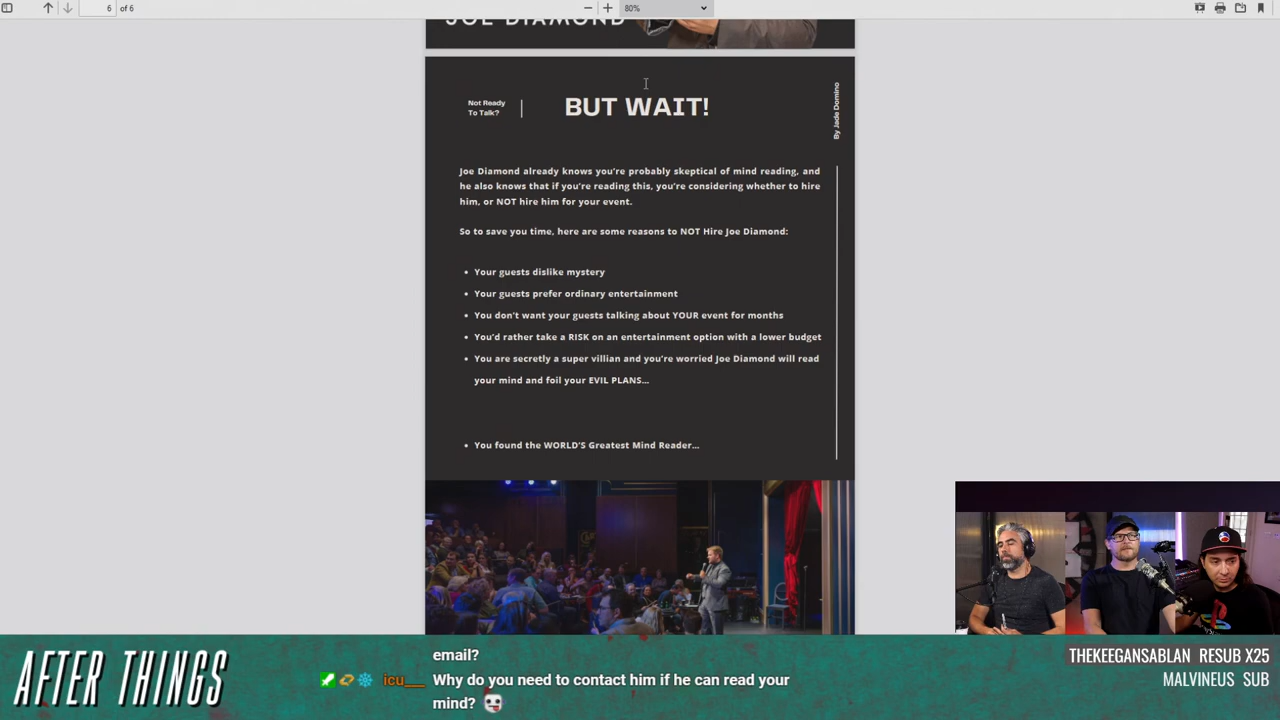 6 of 6
80%
JOE DIAMOND
Not Ready
To Talk?
BUT WAIT!
By Jade Domino
Joe Diamond already knows you're probably skeptical of mind reading, and
he also knows that if you're reading this, you're considering whether to hire
him, or NOT hire him for your event.
So to save you time, here are some reasons to NOT Hire Joe Diamond:
• Your guests dislike mystery
• Your guests prefer ordinary entertainment
• You don't want your guests talking about YOUR event for months
• You'd rather take a RISK on an entertainment option with a lower budget
• You are secretly a super villian and you're worried Joe Diamond will read
your mind and foil your EVIL PLANS...
• You found the WORLD'S Greatest Mind Reader...
AFTER THINGS
email?
icu__ Why do you need to contact him if he can read your
mind?
THEKEEGANSABLAN RESUB X25
MALVINEUS SUB